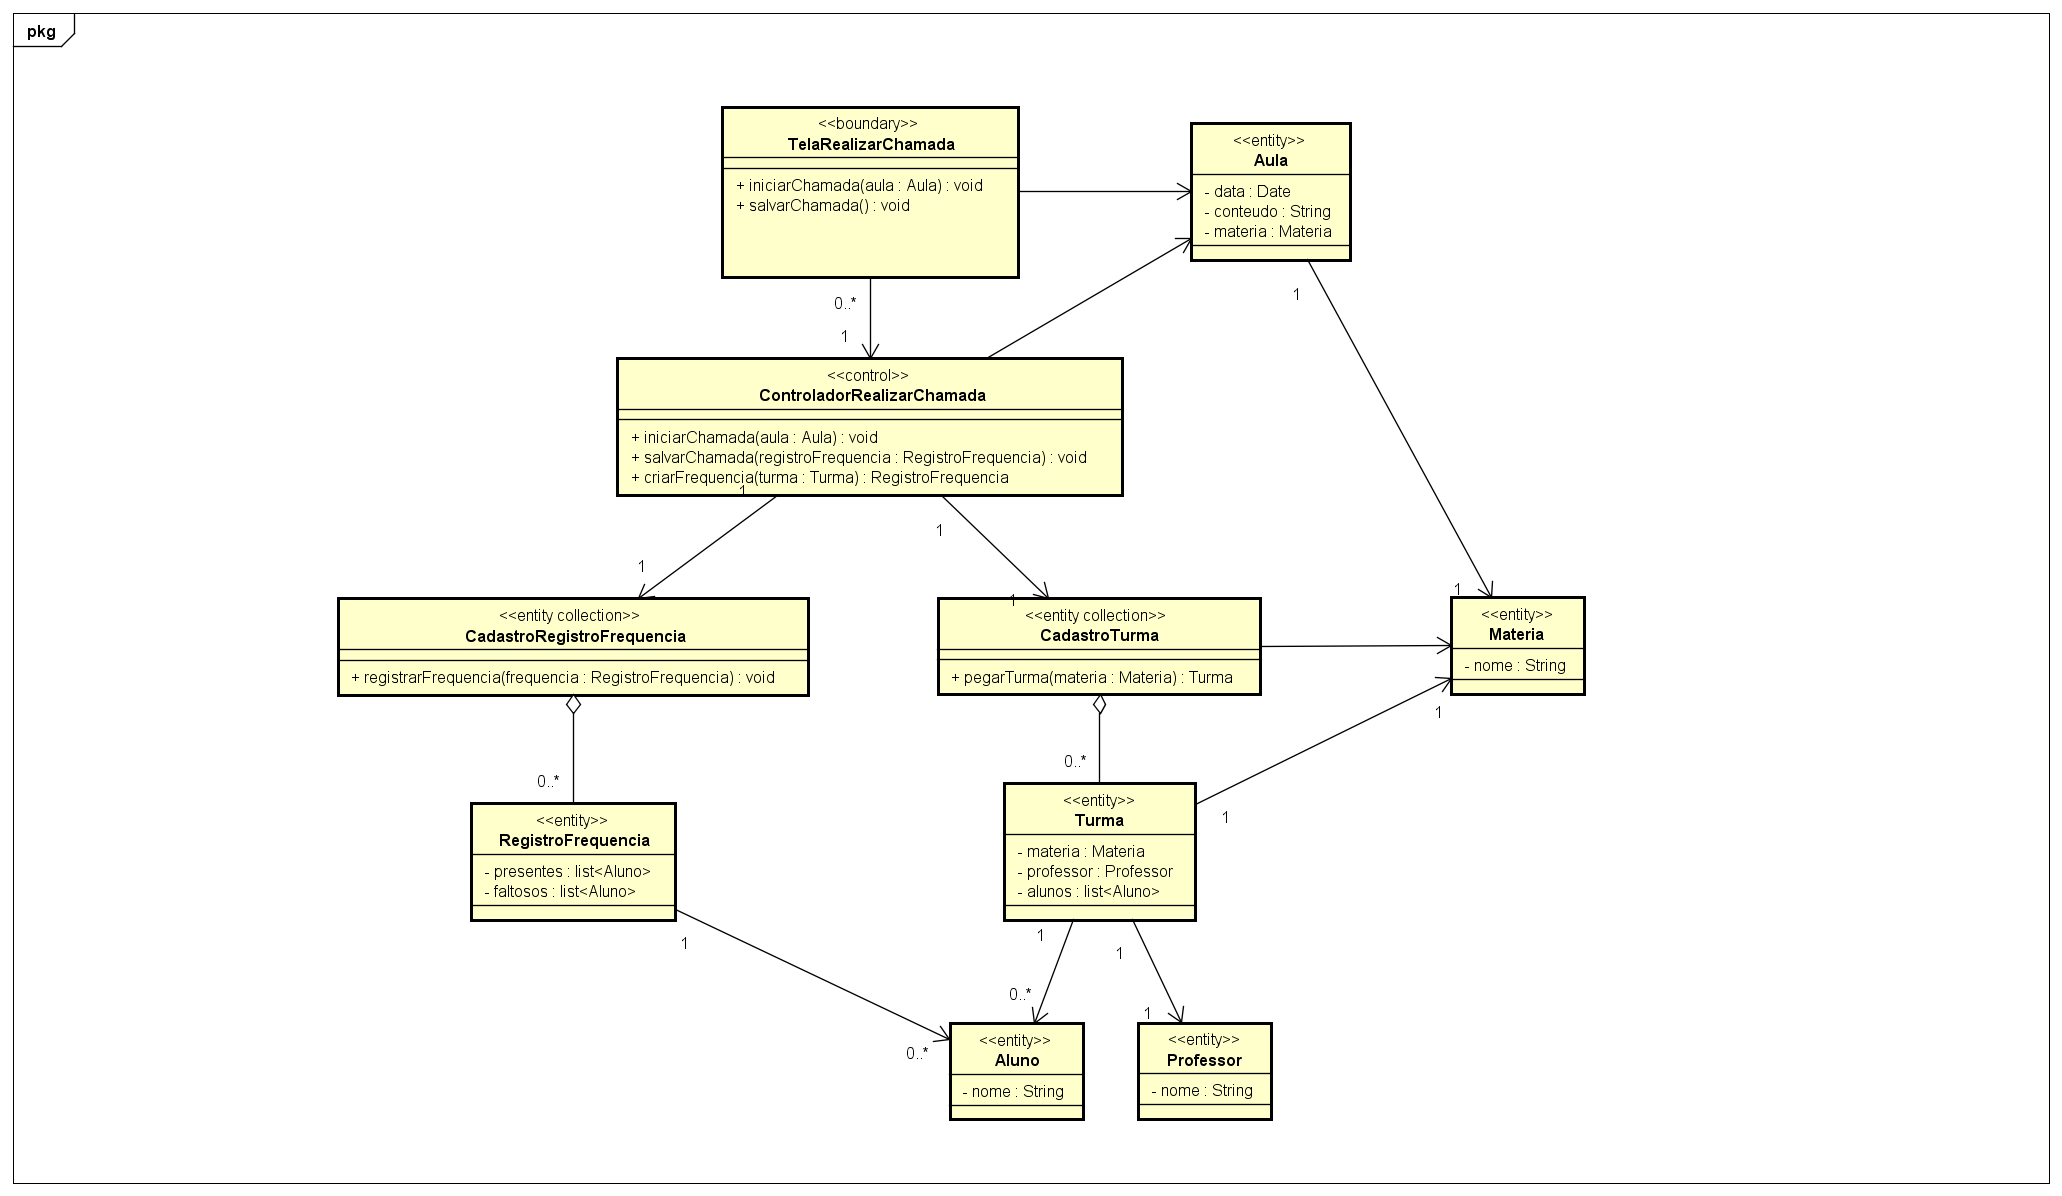 pkg
<<boundary>>
TelaRealizarChamada
+ iniciarChamada(aula : Aula) : void
+ salvarChamada() : void
<<entity>>
Aula
- data : Date
- conteudo : String
- materia : Materia
0..*
1
1
<<control>>
ControladorRealizarChamada
+ iniciarChamada(aula : Aula) : void
+ salvarChamada(registroFrequencia : RegistroFrequencia) : void
+ criarFrequencia(turma : Turma) : RegistroFrequencia
1
1
1
1
1
<<entity collection>>
CadastroRegistroFrequencia
+ registrarFrequencia(frequencia : RegistroFrequencia) : void
<<entity collection>>
CadastroTurma
+ pegarTurma(materia : Materia) : Turma
<<entity>>
Materia
- nome : String
1
0..*
0..*
1
<<entity>>
RegistroFrequencia
- presentes : list<Aluno>
- faltosos : list<Aluno>
<<entity>>
Turma
- materia : Materia
- professor : Professor
- alunos : list<Aluno>
1
1
1
0..*
1
0..*
<<entity>>
Aluno
- nome : String
<<entity>>
Professor
- nome : String